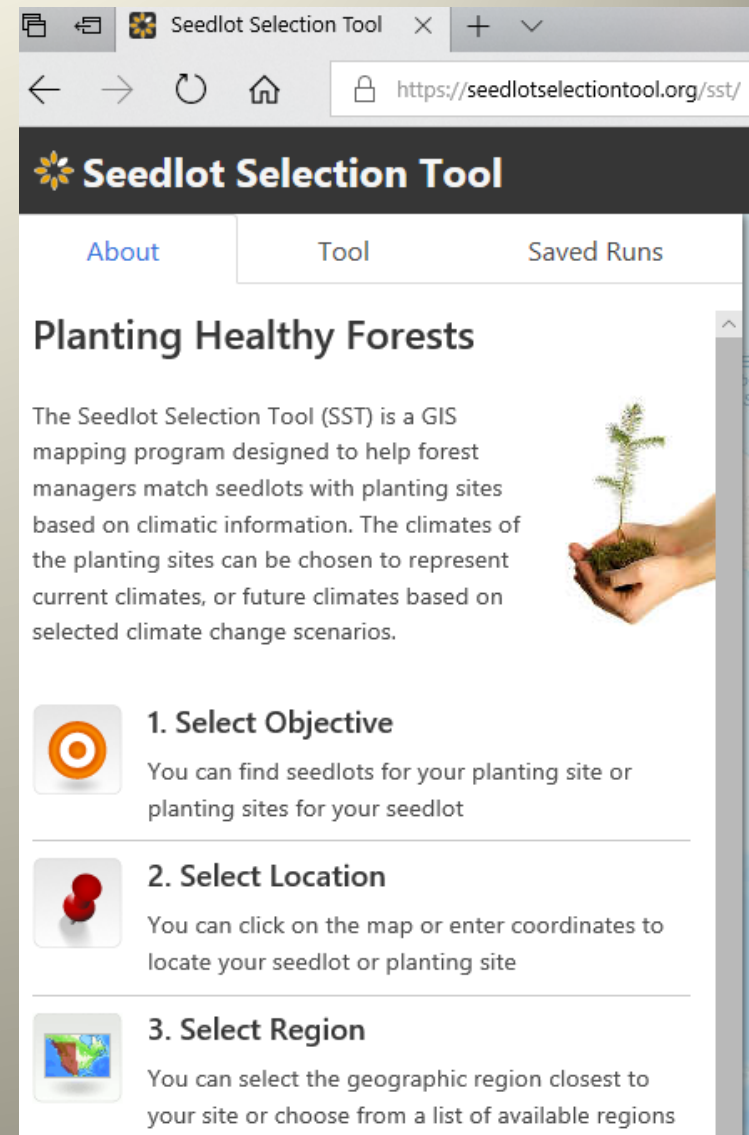 Seedlot Selection Tool
https://seedlotselectiontool.org/sst/
Seedlot Selection Tool
About Tool Saved Runs
Planting Healthy Forests
The Seedlot Selection Tool (SST) is a GIS
mapping program designed to help forest
managers match seedlots with planting sites
based on climatic information. The climates of
the planting sites can be chosen to represent
current climates, or future climates based on
selected climate change scenarios.
1. Select Objective
You can find seedlots for your planting site or
planting sites for your seedlot
2. Select Location
You can click on the map or enter coordinates to
locate your seedlot or planting site
3. Select Region
You can select the geographic region closest to
your site or choose from a list of available regions